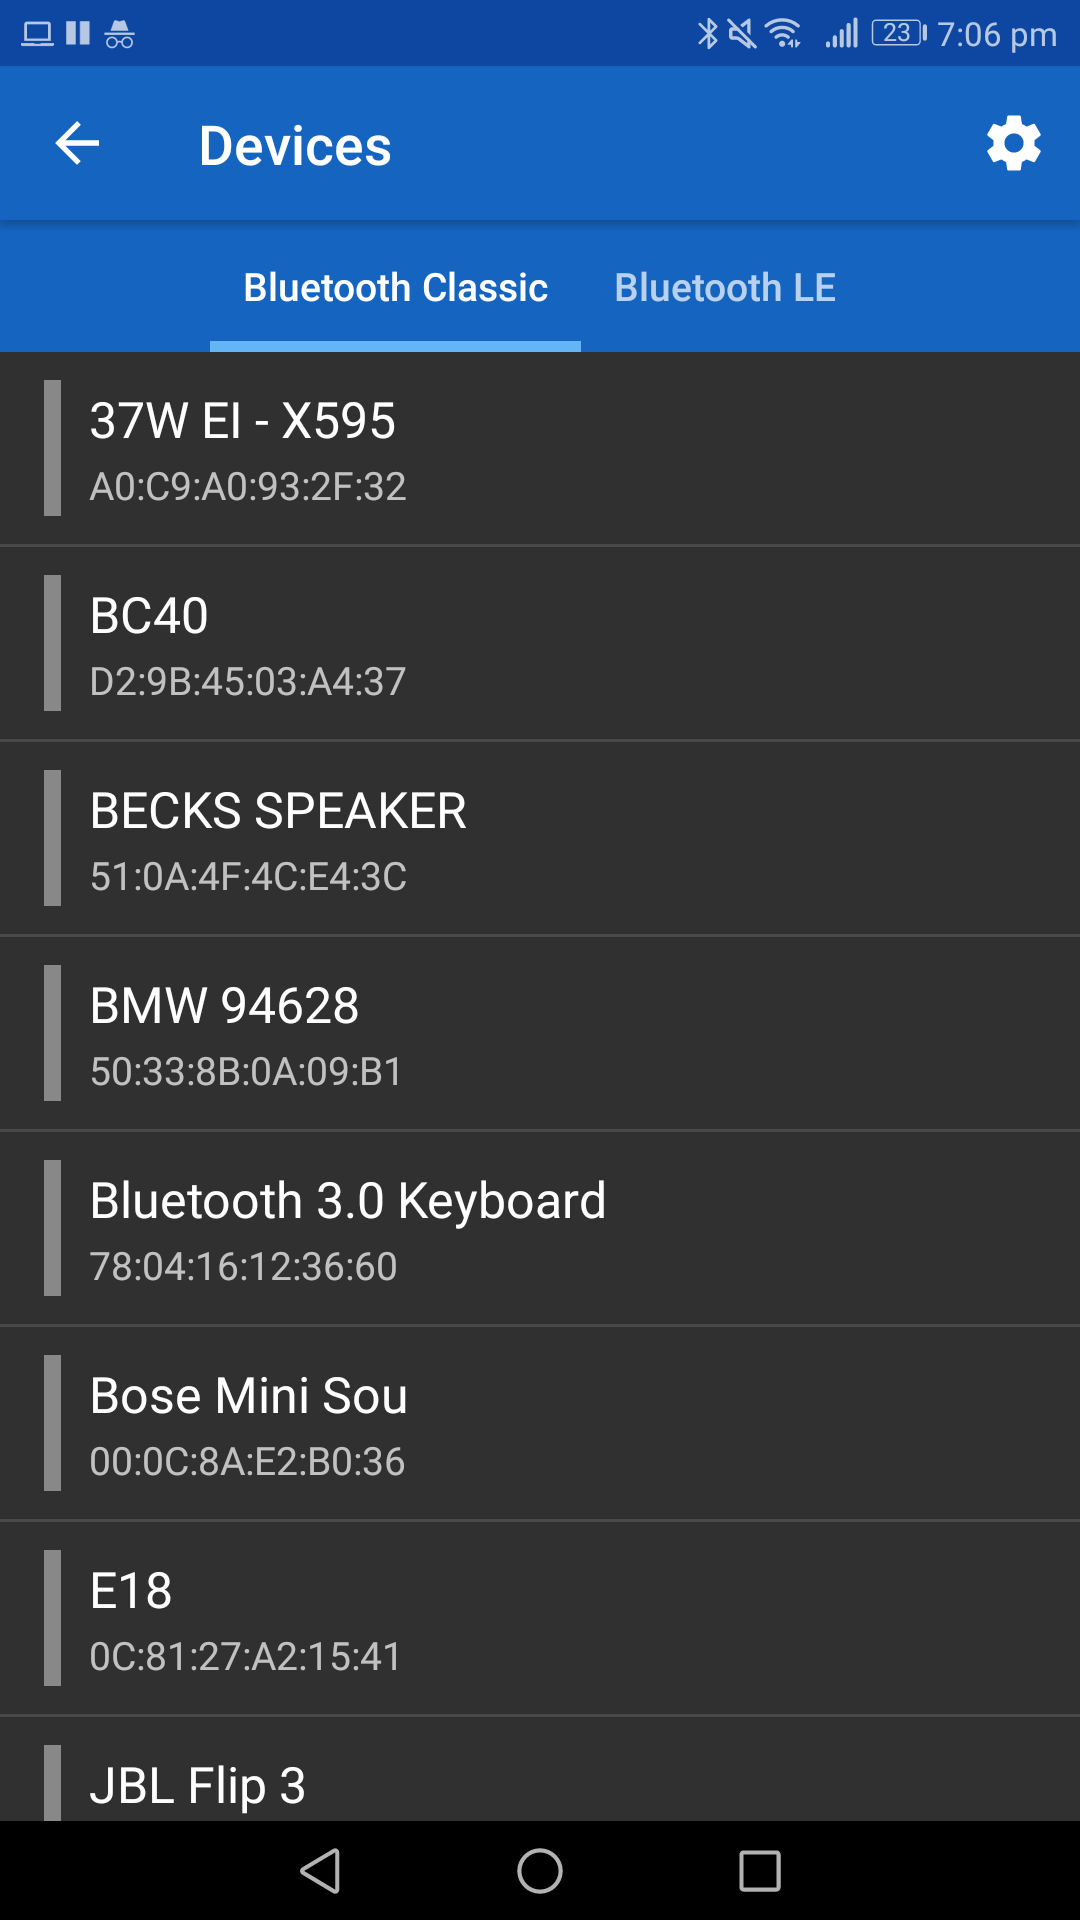 23 7:06 pm
Devices
Bluetooth Classic Bluetooth LE
37W EI - X595
A0:C9:A0:93:2F:32
BC40
D2:9B:45:03:A4:37
BECKS SPEAKER
51:0A:4F:4C:E4:3C
BMW 94628
50:33:8B:0A:09:B1
Bluetooth 3.0 Keyboard
78:04:16:12:36:60
Bose Mini Sou
00:0C:8A:E2:B0:36
E18
0C:81:27:A2:15:41
JBL Flip 3